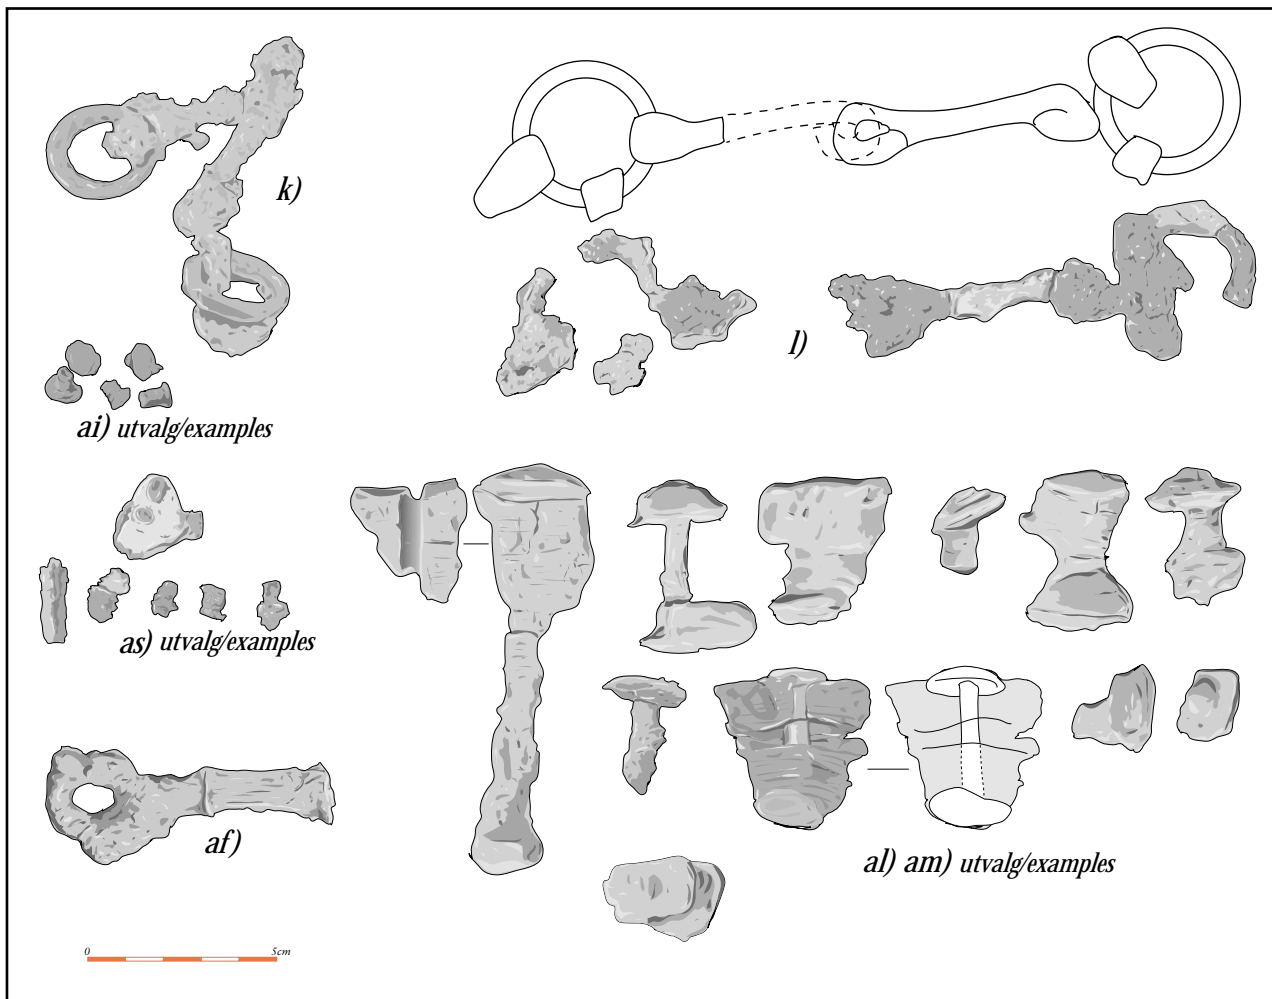 k)
l)
ai) utvalg/examples
as) utvalg/examples
af)
al) am) utvalg/examples
0 5cm